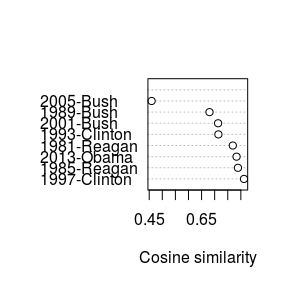 2005-Bush
1989-Bush
2001-Bush
1993-Clinton
1981-Reagan
2013-Obama
1985-Reagan
1997-Clinton
0.45 0.65
Cosine similarity